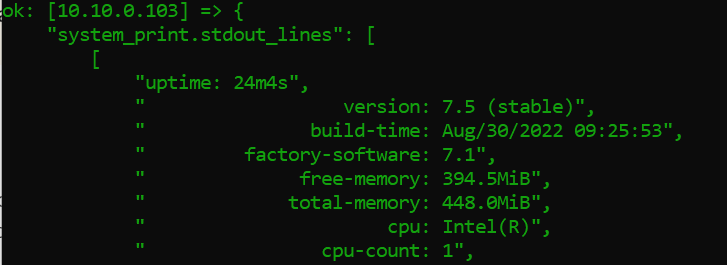 ok: [10.10.0.103] => {
    "system_print.stdout_lines": [
        [
            "uptime: 24m4s",
            "                  version: 7.5 (stable)",
            "               build-time: Aug/30/2022 09:25:53",
            "         factory-software: 7.1",
            "              free-memory: 394.5MiB",
            "             total-memory: 448.0MiB",
            "                      cpu: Intel(R)",
            "                cpu-count: 1",